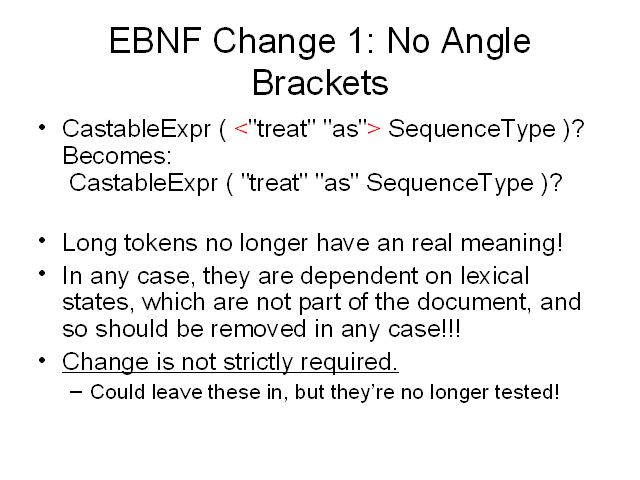 EBNF Change 1: No Angle
Brackets
• CastableExpr ( <"treat" "as"> SequenceType )?
Becomes:
CastableExpr ( "treat" "as" SequenceType )?
• Long tokens no longer have an real meaning!
• In any case, they are dependent on lexical
states, which are not part of the document, and
so should be removed in any case!!!
• Change is not strictly required.
– Could leave these in, but they're no longer tested!